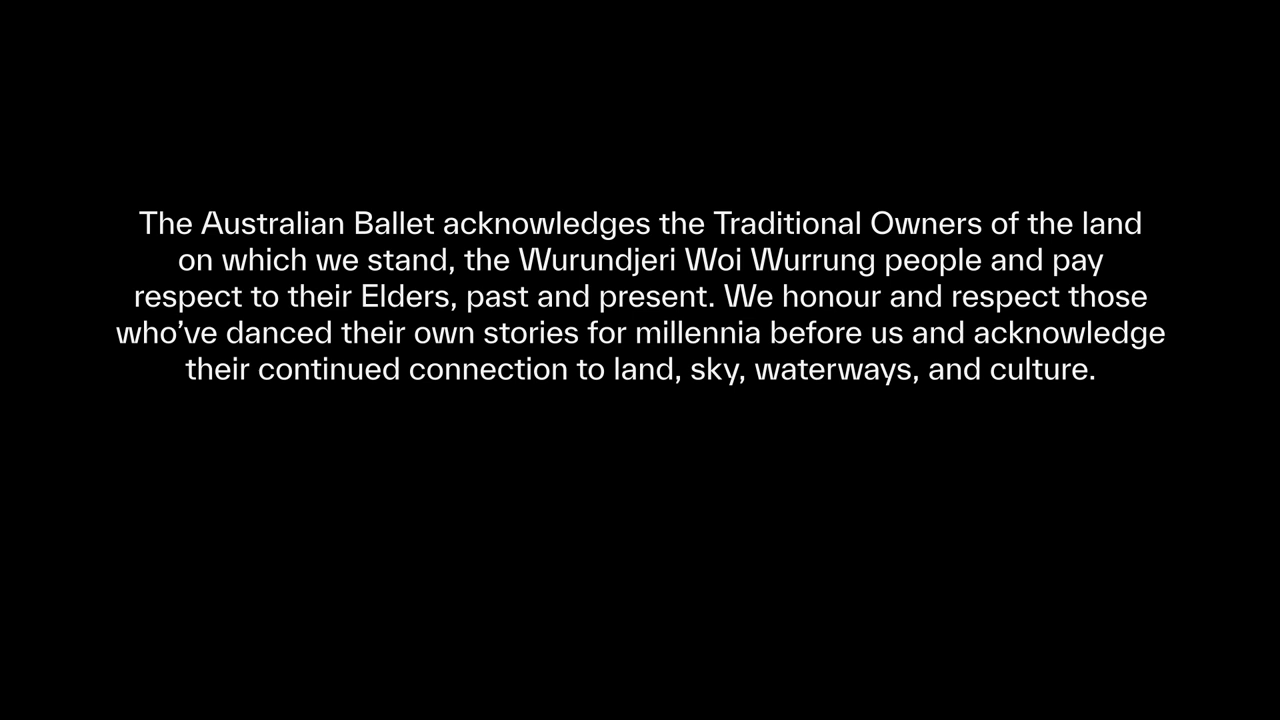 The Australian Ballet acknowledges the Traditional Owners of the land
on which we stand, the Wurundjeri Woi Wurrung people and pay
respect to their Elders, past and present. We honour and respect those
who’ve danced their own stories for millennia before us and acknowledge
their continued connection to land, sky, waterways, and culture.